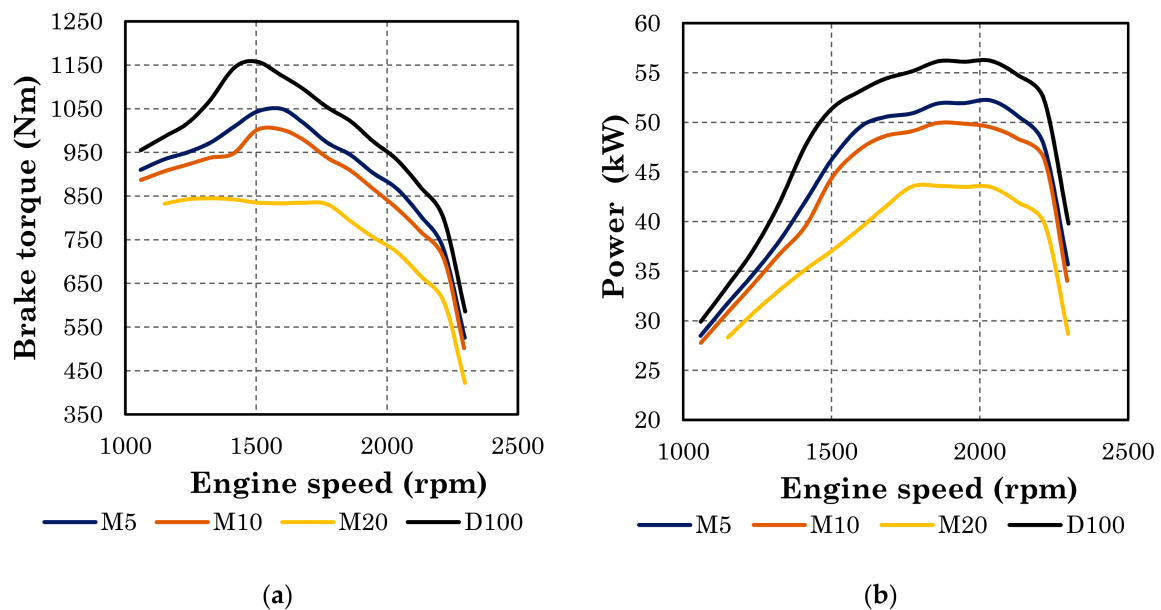 1250
1150
1050
950
850
750
650
550
450
350
Brake torque (Nm)
1000 1500 2000 2500
Engine speed (rpm)
M5 M10 M20 D100
(a)
60
55
50
45
40
35
30
25
20
Power (kW)
1000 1500 2000 2500
Engine speed (rpm)
M5 M10 M20 D100
(b)